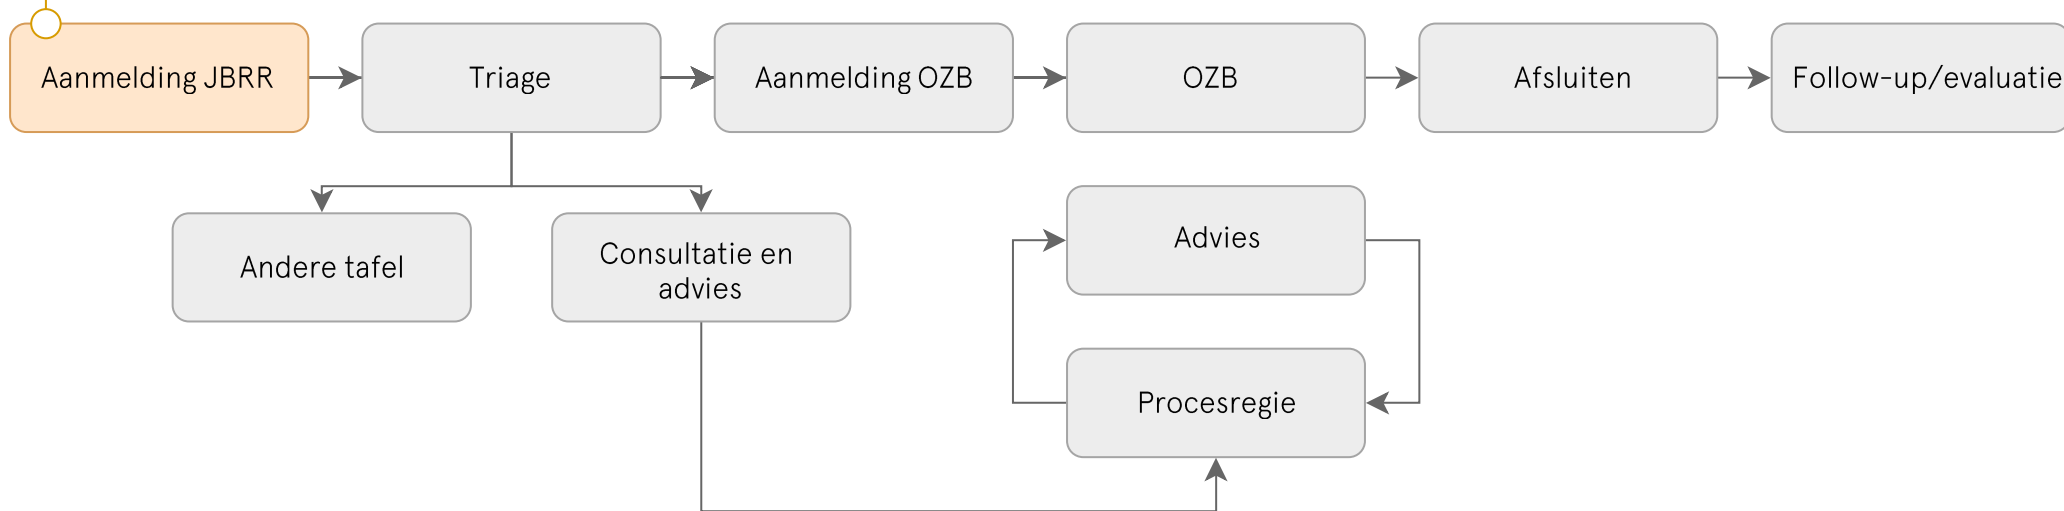 Aanmelding JBRR
Triage
Aanmelding OZB
OZB
Afsluiten
Follow-up/evaluatie
Andere tafel
Consultatie en
advies
Advies
Procesregie